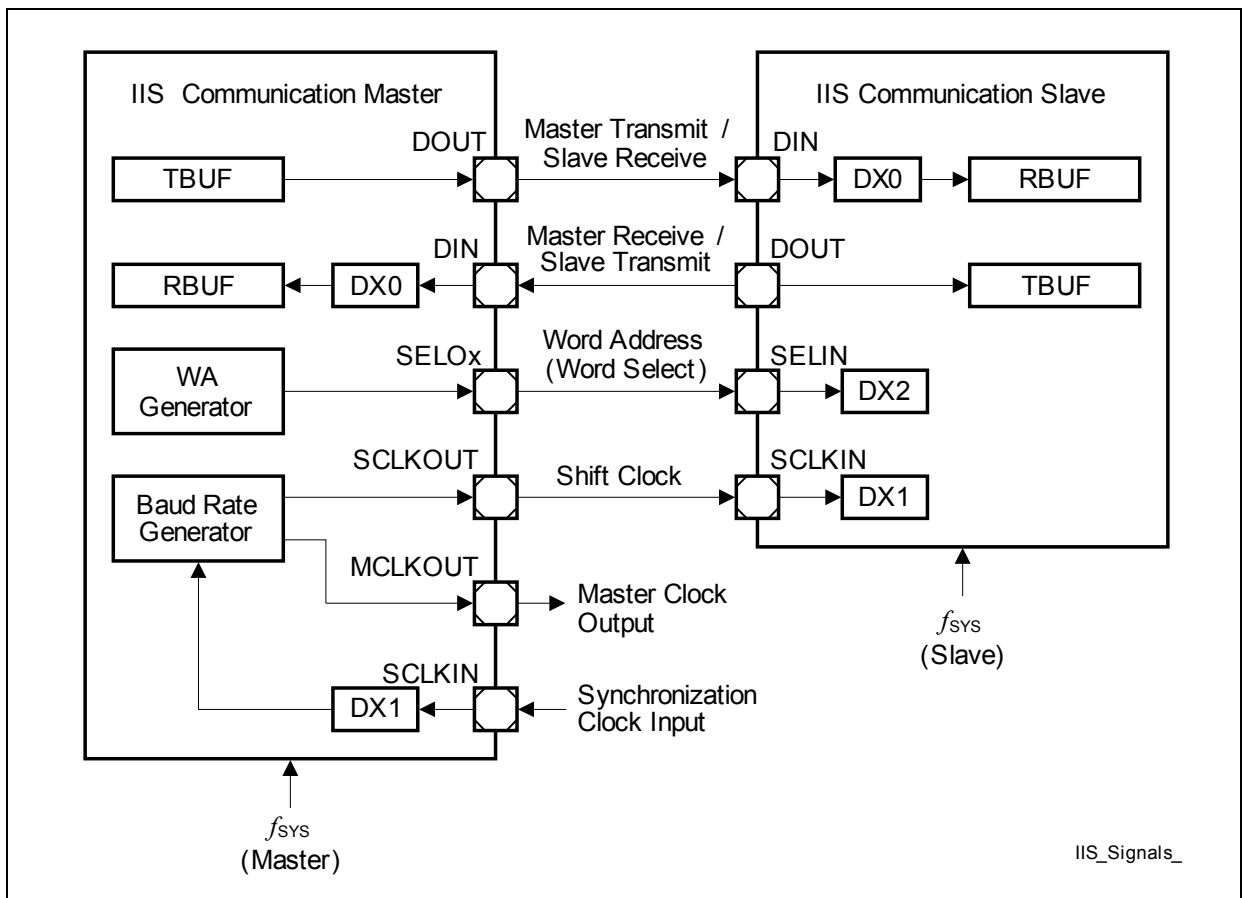 IIS Communication Master
IIS Communication Slave
DOUT
Master Transmit /
Slave Receive
DIN
TBUF
DX0
RBUF
DIN
Master Receive /
Slave Transmit
DOUT
RBUF
DX0
TBUF
SELOx
Word Address
(Word Select)
SELIN
WA
Generator
DX2
SCLKOUT
Shift Clock
SCLKIN
Baud Rate
Generator
DX1
MCLKOUT
Master Clock
Output
SCLKIN
DX1
Synchronization
Clock Input
fSYS
(Slave)
fSYS
(Master)
IIS_Signals_